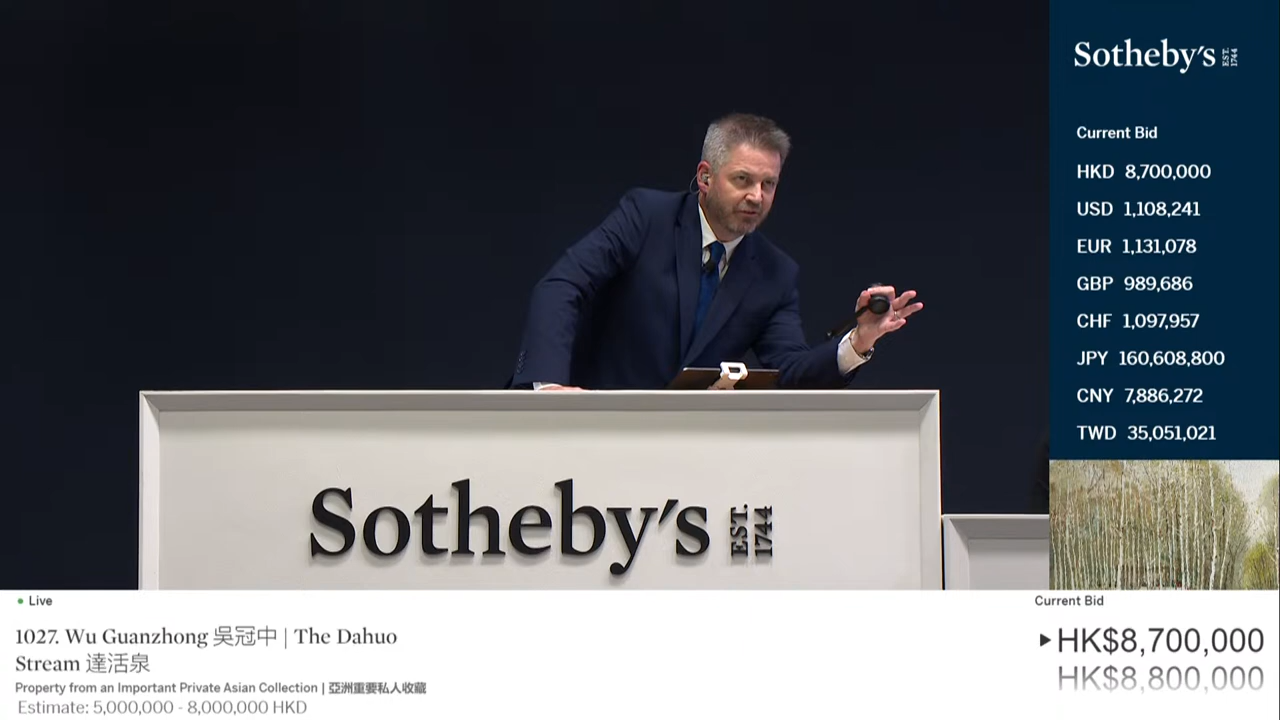 Sotheby's EST. 1744
Current Bid
HKD 8,700,000
USD 1,108,241
EUR 1,131,078
GBP 989,686
CHF 1,097,957
JPY 160,608,800
CNY 7,886,272
TWD 35,051,021
Sotheby's EST. 1744
Live
1027. Wu Guanzhong 吳冠中 | The Dahuo
Stream 達活泉
Property from an Important Private Asian Collection | 亞洲重要私人收藏
Estimate: 5,000,000 - 8,000,000 HKD
Current Bid
HK$8,700,000
HK$8,800,000